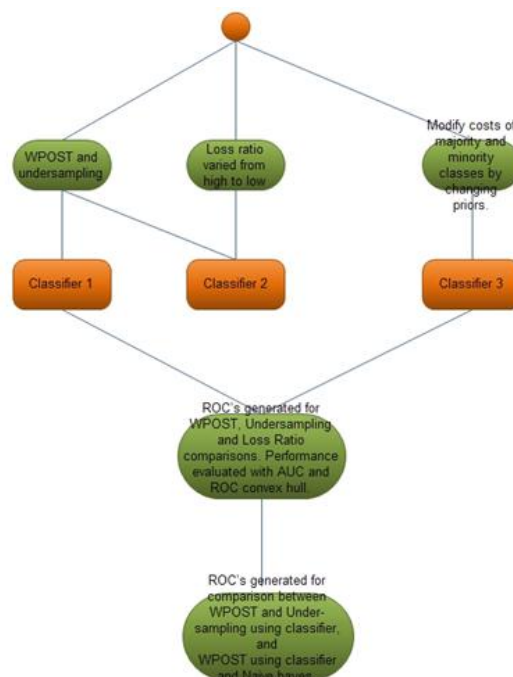 WPOST and
undersampling
Loss ratio
varied from
high to low
Modify costs of
majority and
minority
classes by
changing
priors.
Classifier 1
Classifier 2
Classifier 3
ROC's generated for
WPOST, Undersampling
and Loss Ratio
comparisons. Performance
evaluated with AUC and
ROC convex hull.
ROC's generated for
comparison between
WPOST and Under-
sampling using classifier,
and
WPOST using classifier
and Naive bayes